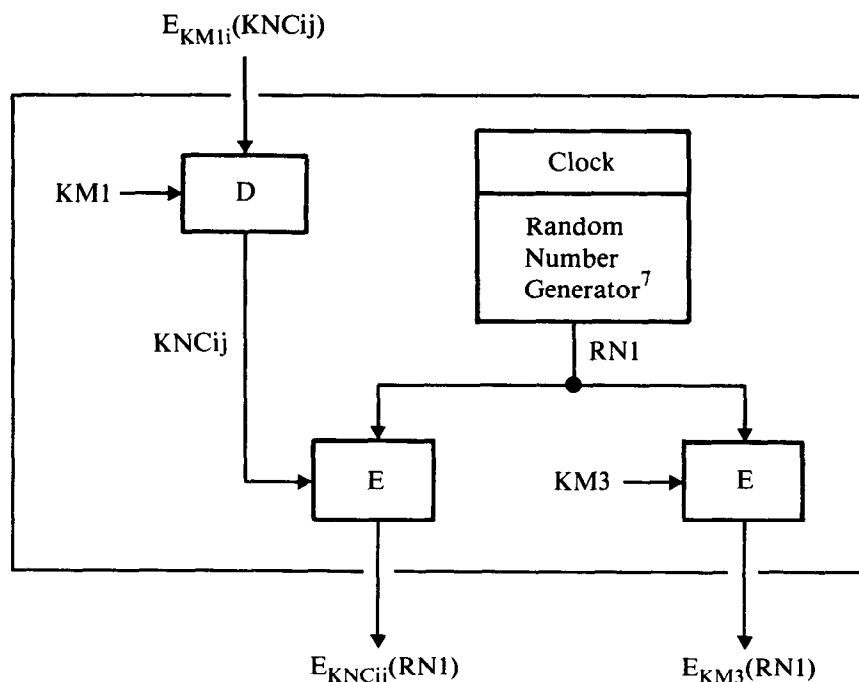 E_KM1i(KNCij)
Clock
KM1
D
Random
Number
Generator⁷
KNCij
RN1
E
KM3
E
E_KNCij(RN1)
E_KM3(RN1)